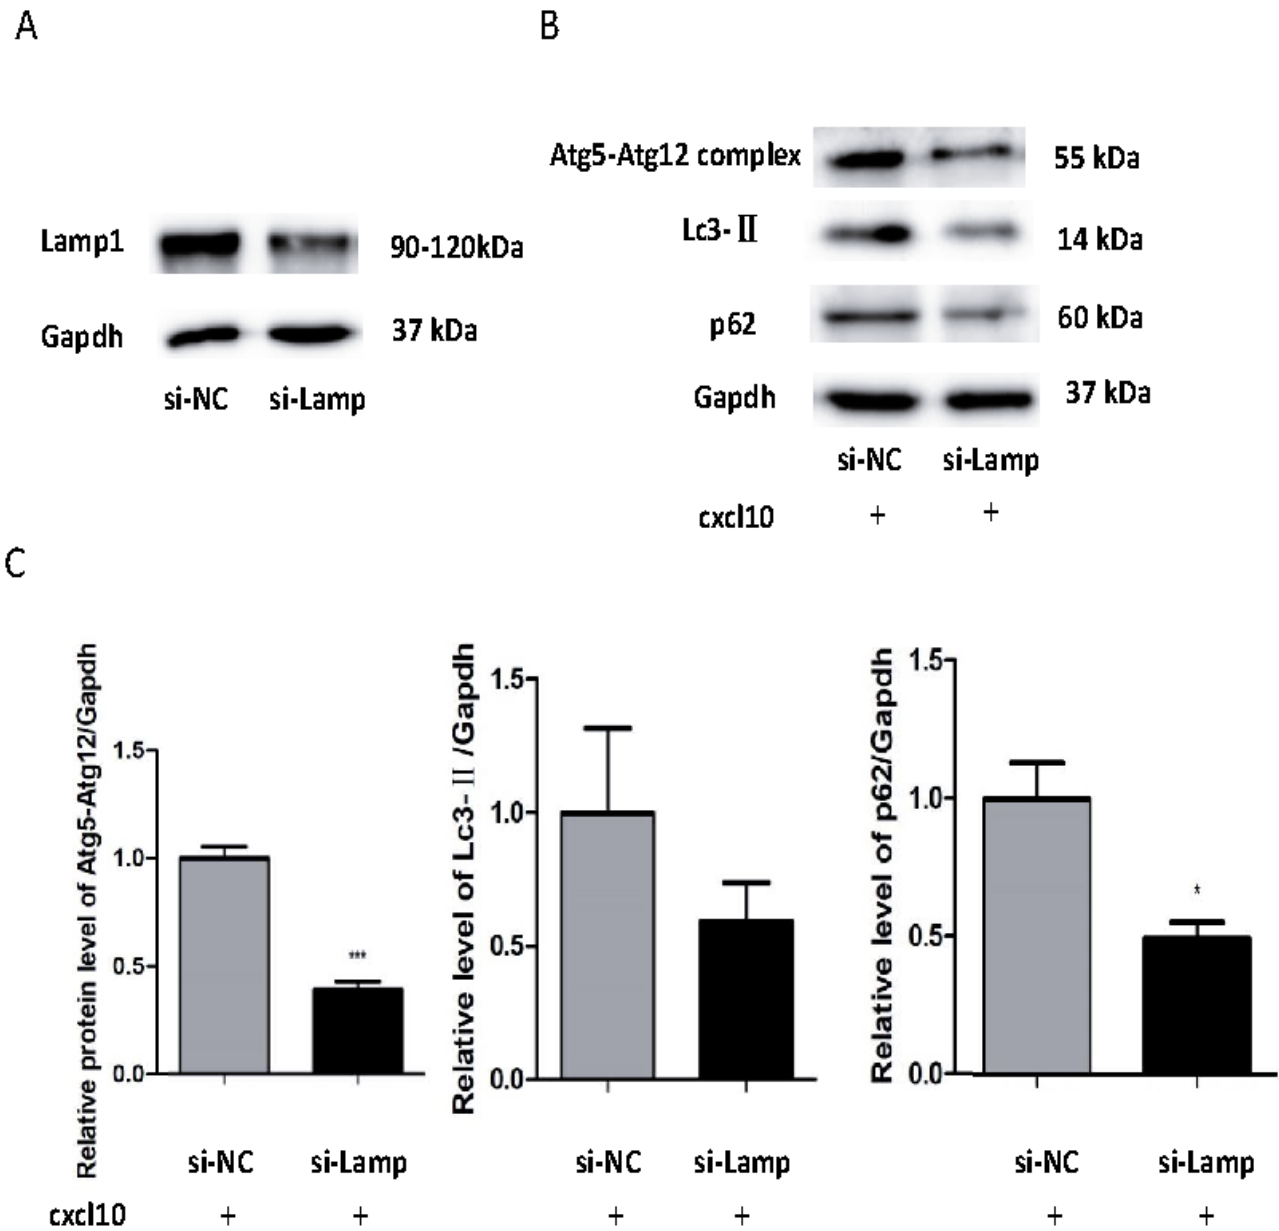 A
B
Atg5-Atg12 complex 55 kDa
Lc3-Ⅱ 14 kDa
p62 60 kDa
Gapdh 37 kDa
si-NC si-Lamp
cxcl10 + +
Lamp1 90-120kDa
Gapdh 37 kDa
si-NC si-Lamp
C
Relative protein level of Atg5-Atg12/Gapdh
1.5
1.0
0.5
0.0
***
si-NC si-Lamp
cxcl10 + +
Relative level of Lc3-Ⅱ/Gapdh
1.5
1.0
0.5
0.0
si-NC si-Lamp
+ +
Relative level of p62/Gapdh
1.5
1.0
0.5
0.0
*
si-NC si-Lamp
+ +